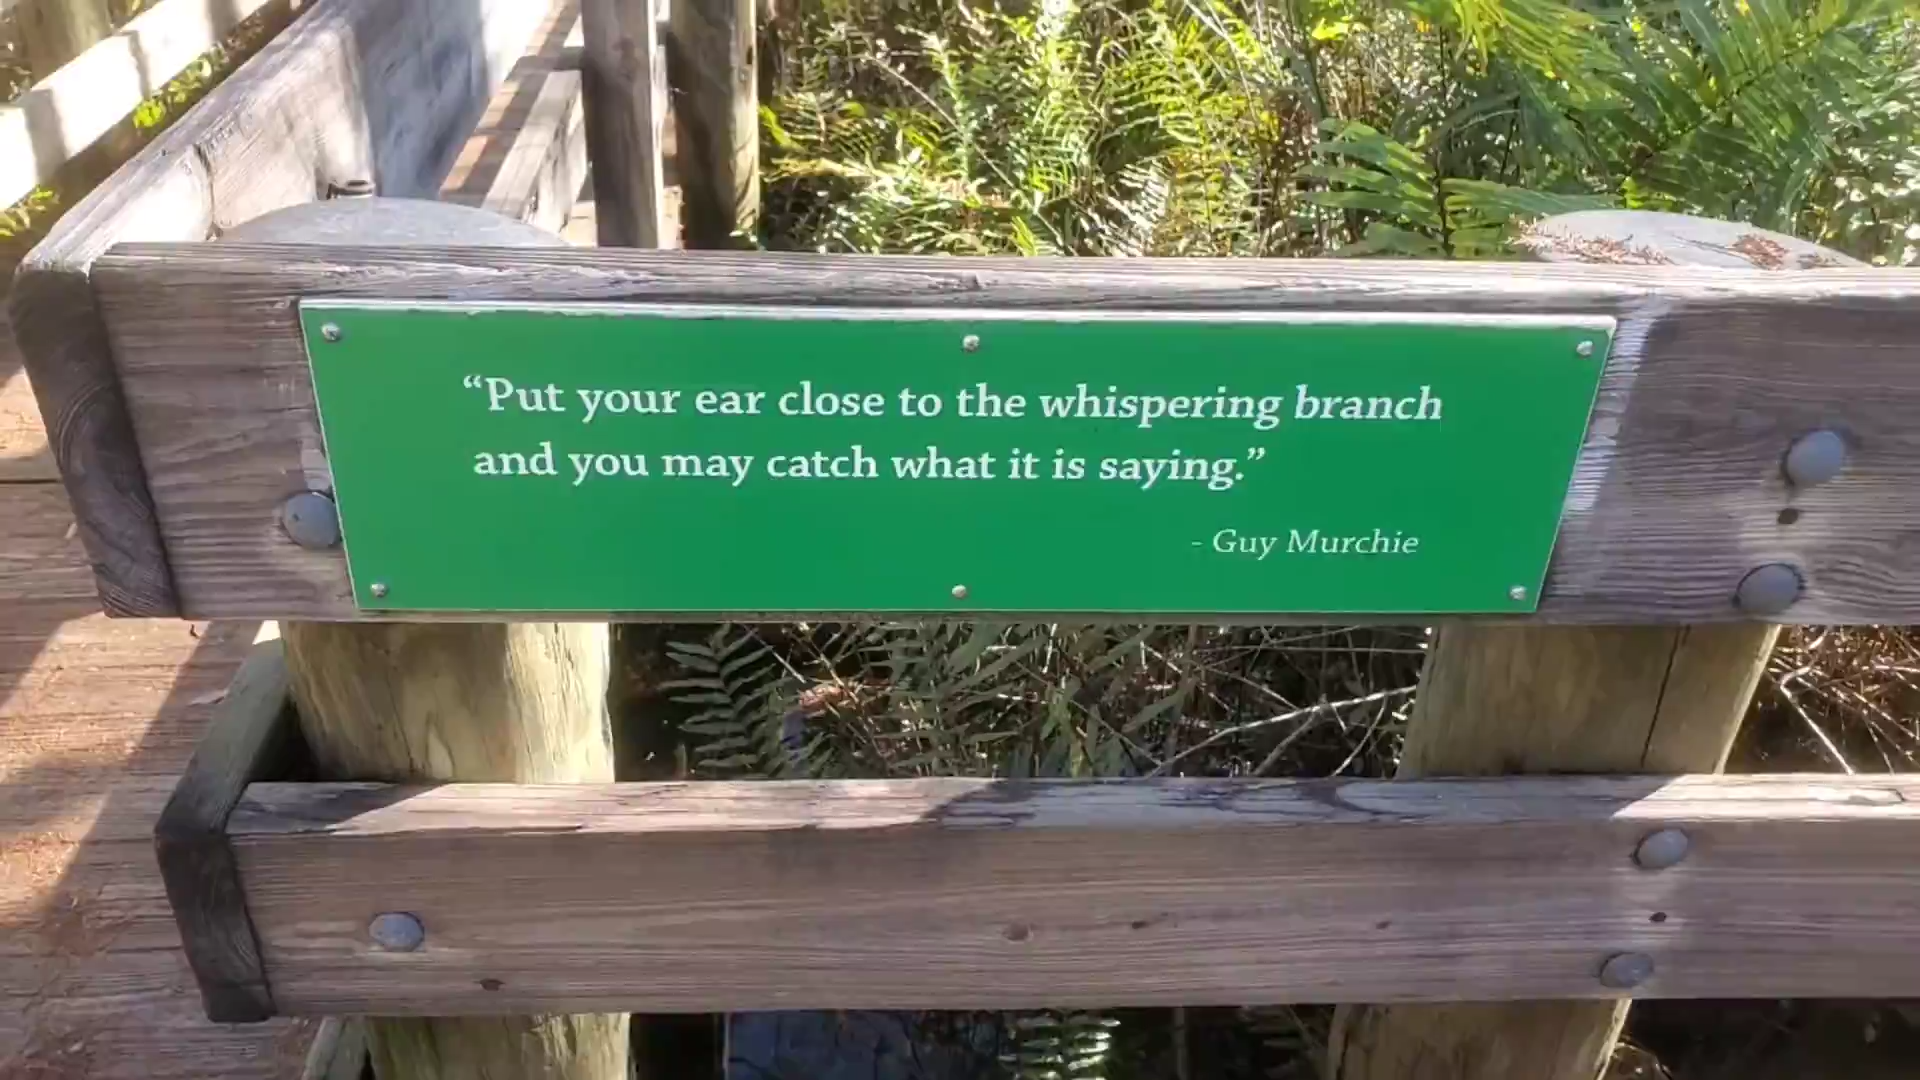 “Put your ear close to the whispering branch
and you may catch what it is saying.”
- Guy Murchie